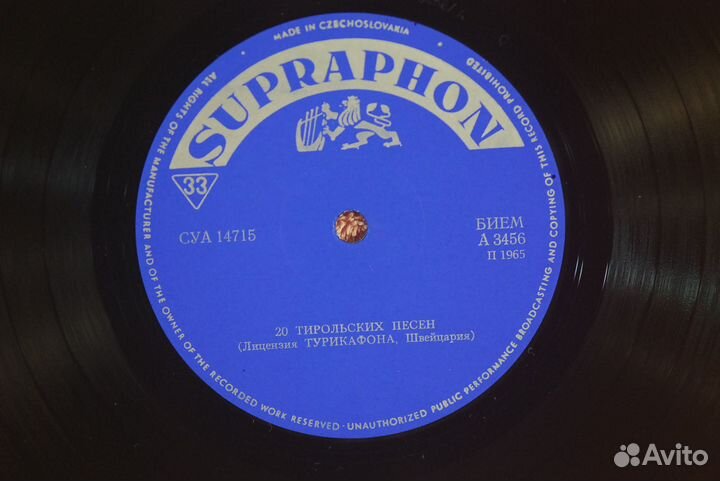 MADE IN CZECHOSLOVAKIA
ALL RIGHTS OF THE MANUFACTURER AND OF THE OWNER OF THE RECORDED WORK RESERVED · UNAUTHORIZED PUBLIC PERFORMANCE BROADCASTING AND COPYING OF THIS RECORD PROHIBITED
SUPRAPHON
33
СУА 14715
БИЕМ
А 3456
П 1965
20 ТИРОЛЬСКИХ ПЕСЕН
(Лицензия ТУРИКАФОНА, Швейцария)
Avito